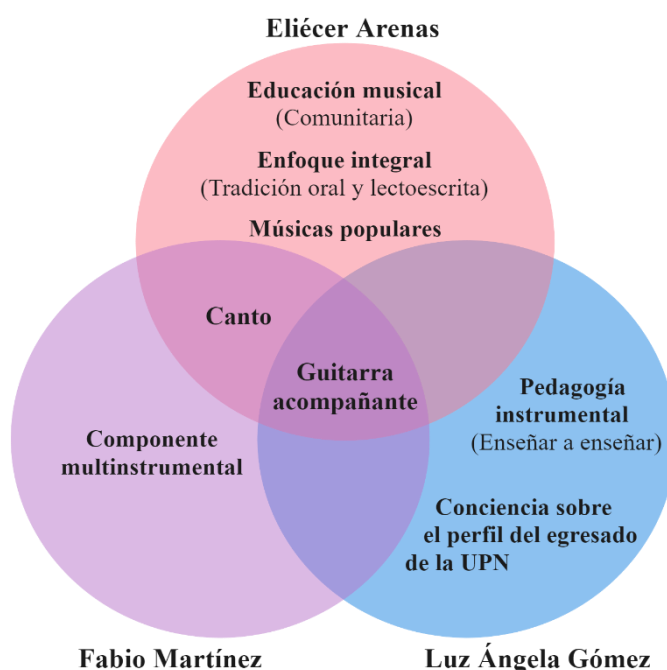 Eliécer Arenas
Educación musical
(Comunitaria)
Enfoque integral
(Tradición oral y lectoescrita)
Músicas populares
Canto
Guitarra
acompañante
Componente
multinstrumental
Pedagogía
instrumental
(Enseñar a enseñar)
Conciencia sobre
el perfil del egresado
de la UPN
Fabio Martínez
Luz Ángela Gómez